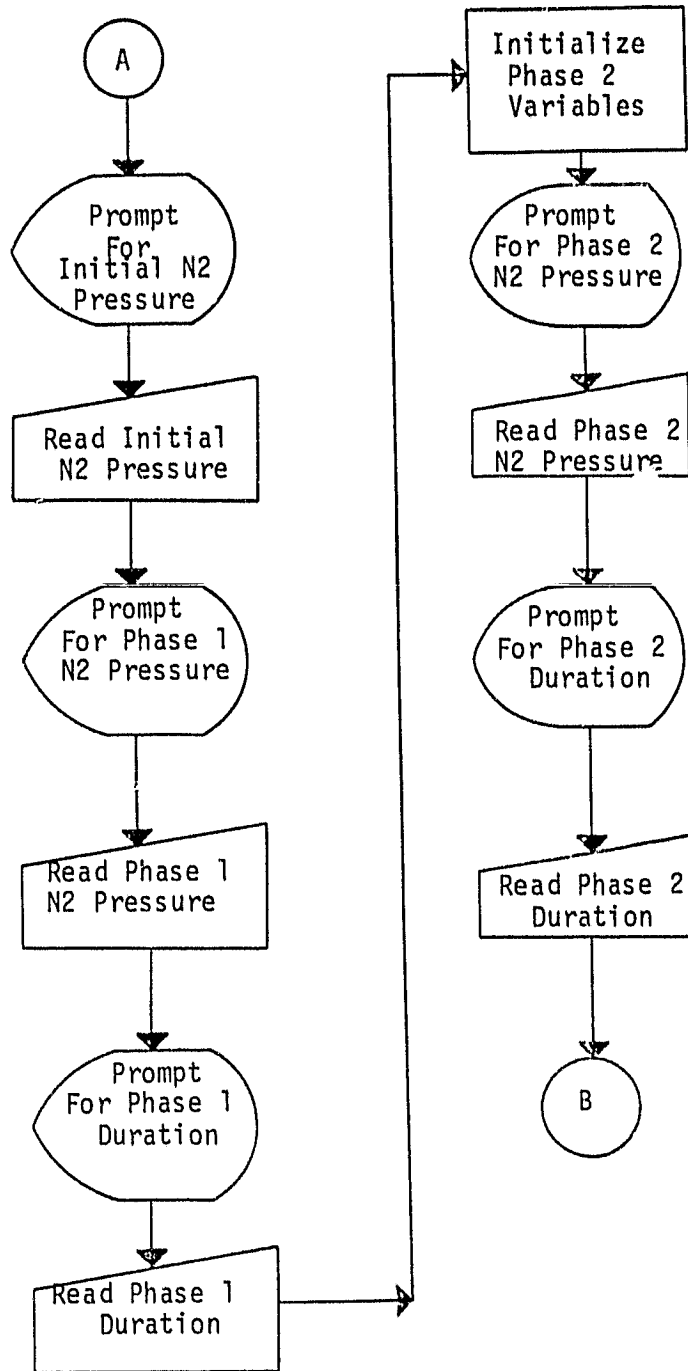 A
Prompt
For
Initial N2
Pressure
Read Initial
N2 Pressure
Prompt
For Phase 1
N2 Pressure
Read Phase 1
N2 Pressure
Prompt
For Phase 1
Duration
Read Phase 1
Duration
Initialize
Phase 2
Variables
Prompt
For Phase 2
N2 Pressure
Read Phase 2
N2 Pressure
Prompt
For Phase 2
Duration
Read Phase 2
Duration
B